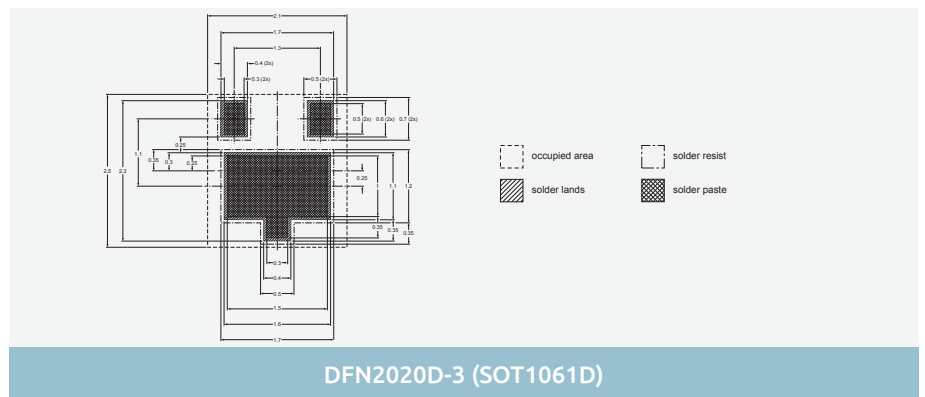 2.1
1.7
1.3
0.4 (2x)
0.3 (2x) 0.5 (2x)
0.5 (2x) 0.6 (2x) 0.7 (2x)
0.25
1.1 0.35 0.3 0.25
2.5 2.3 0.25 1 1.1 1.2
0.35 0.35 0.35
0.3
0.4
0.5
1.5
1.6
1.7
occupied area solder resist
solder lands solder paste
DFN2020D-3 (SOT1061D)